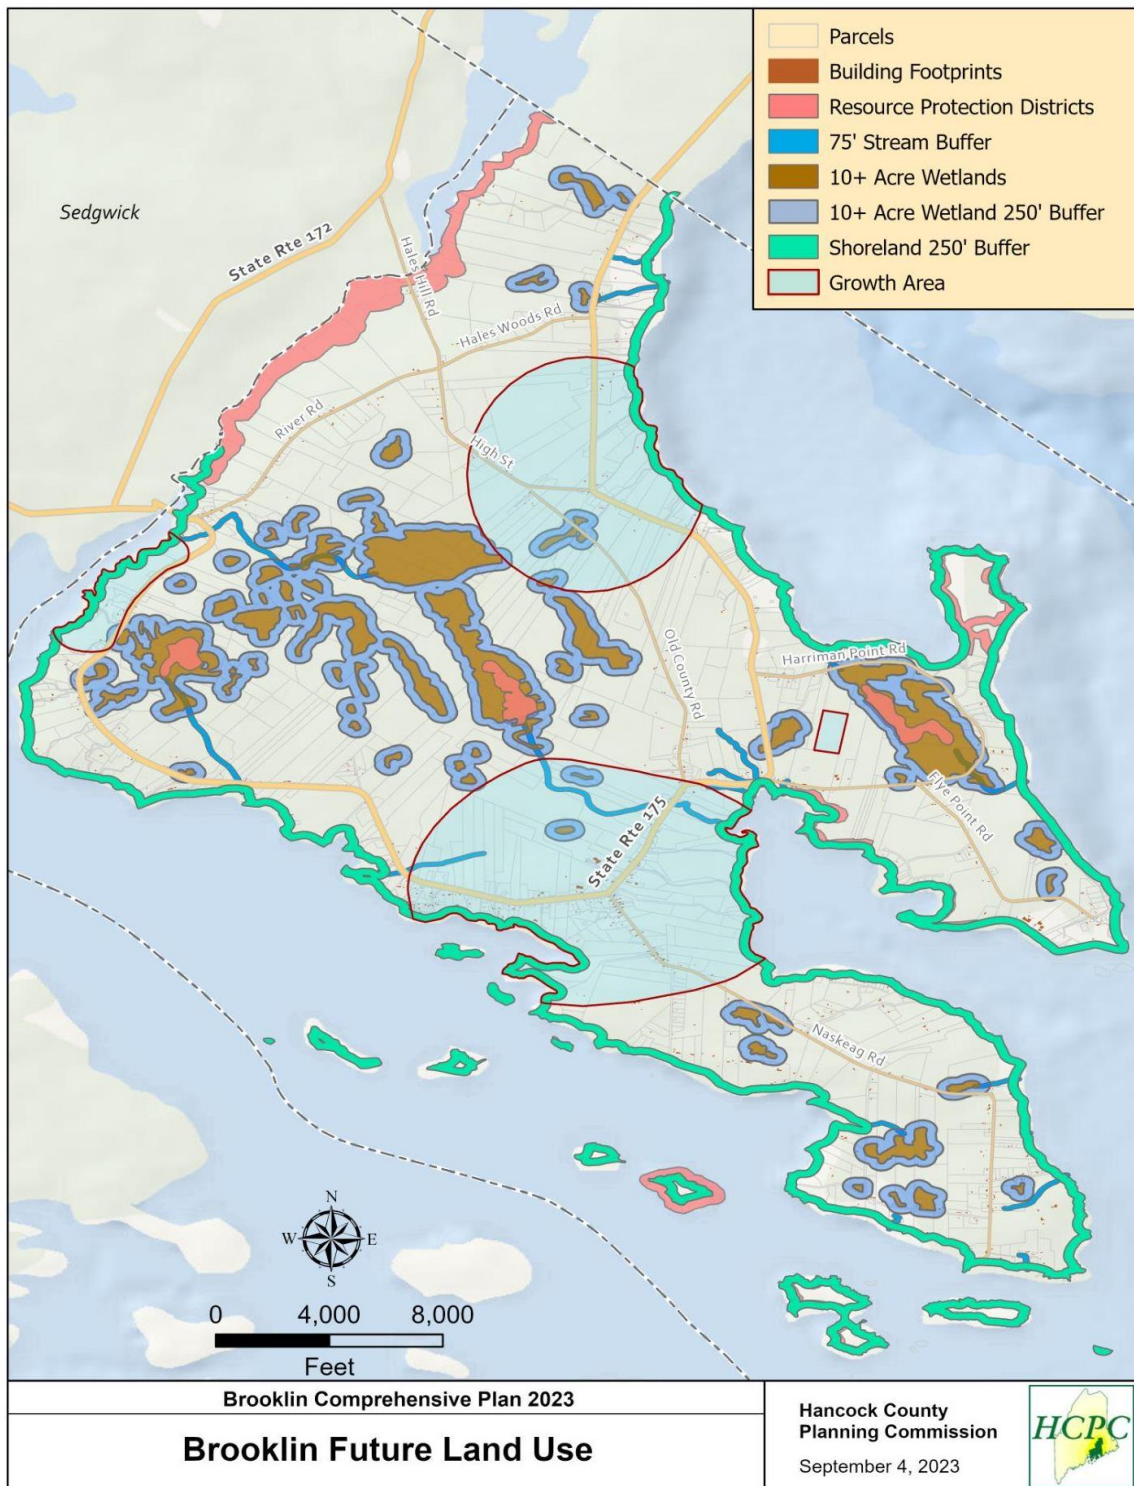 Parcels
Building Footprints
Resource Protection Districts
75' Stream Buffer
10+ Acre Wetlands
10+ Acre Wetland 250' Buffer
Shoreland 250' Buffer
Growth Area
Sedgwick
State Rte 172
Hales Hill Rd
Hales Woods Rd
River Rd
High St
Old County Rd
Harriman Point Rd
Flye Point Rd
State Rte 175
Naskeag Rd
N
W E
S
0 4,000 8,000
Feet
Brooklin Comprehensive Plan 2023
Brooklin Future Land Use
Hancock County
Planning Commission
September 4, 2023
HCPC